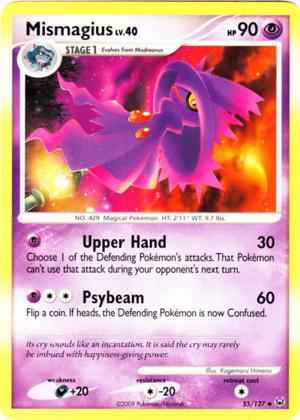 Mismagius LV.40
HP 90
STAGE 1 Evolves from Misdreavus
NO. 429 Magical Pokémon HT: 2'11" WT: 9.7 lbs.
Upper Hand 30
Choose 1 of the Defending Pokémon's attacks. That Pokémon
can't use that attack during your opponent's next turn.
Psybeam 60
Flip a coin. If heads, the Defending Pokémon is now Confused.
Its cry sounds like an incantation. It is said the cry may rarely
be imbued with happiness-giving power.
Illus. Kagemaru Himeno
weakness resistance retreat cost
+20 -20
©2009 Pokémon/Nintendo
55/127